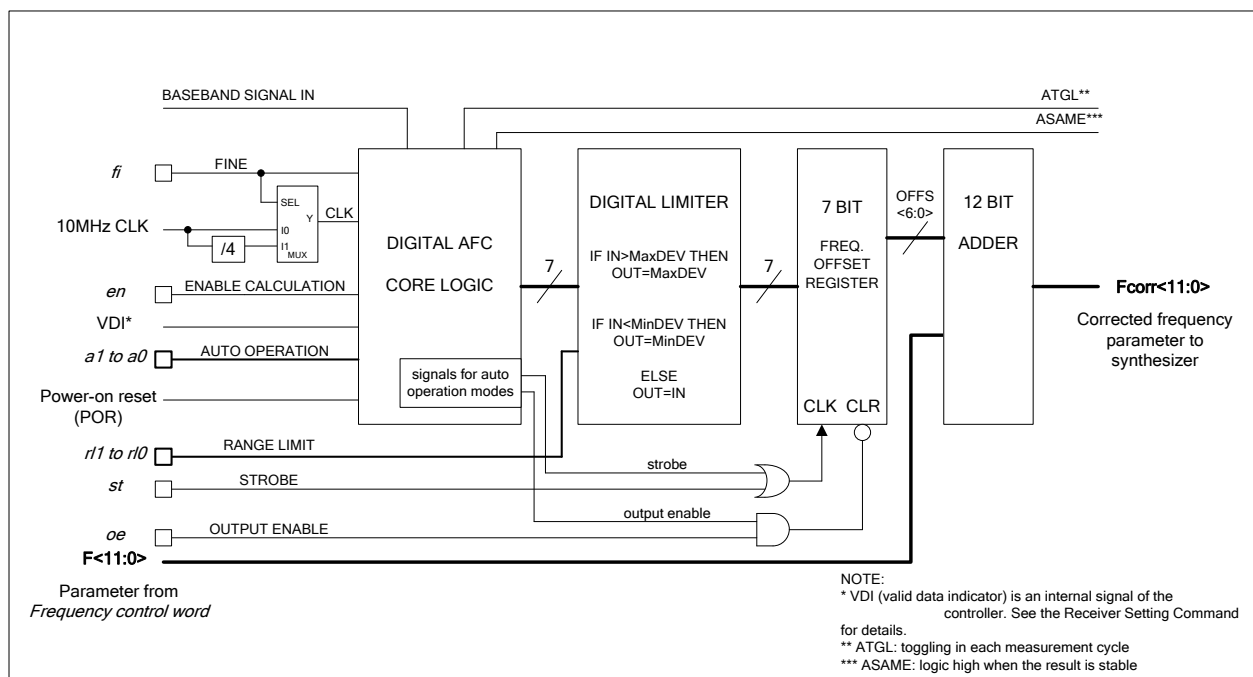 BASEBAND SIGNAL IN
ATGL**
ASAME***
fi
FINE
SEL
Y
CLK
10MHz CLK
I0
I1
MUX
/4
DIGITAL AFC
CORE LOGIC
7
DIGITAL LIMITER
IF IN>MaxDEV THEN
OUT=MaxDEV
IF IN<MinDEV THEN
OUT=MinDEV
ELSE
OUT=IN
7
7 BIT
FREQ.
OFFSET
REGISTER
CLK CLR
OFFS
<6:0>
12 BIT
ADDER
Fcorr<11:0>
Corrected frequency
parameter to
synthesizer
en
ENABLE CALCULATION
VDI*
a1 to a0
AUTO OPERATION
signals for auto
operation modes
Power-on reset
(POR)
rl1 to rl0
RANGE LIMIT
strobe
st
STROBE
output enable
oe
OUTPUT ENABLE
F<11:0>
Parameter from
Frequency control word
NOTE:
* VDI (valid data indicator) is an internal signal of the
controller. See the Receiver Setting Command
for details.
** ATGL: toggling in each measurement cycle
*** ASAME: logic high when the result is stable